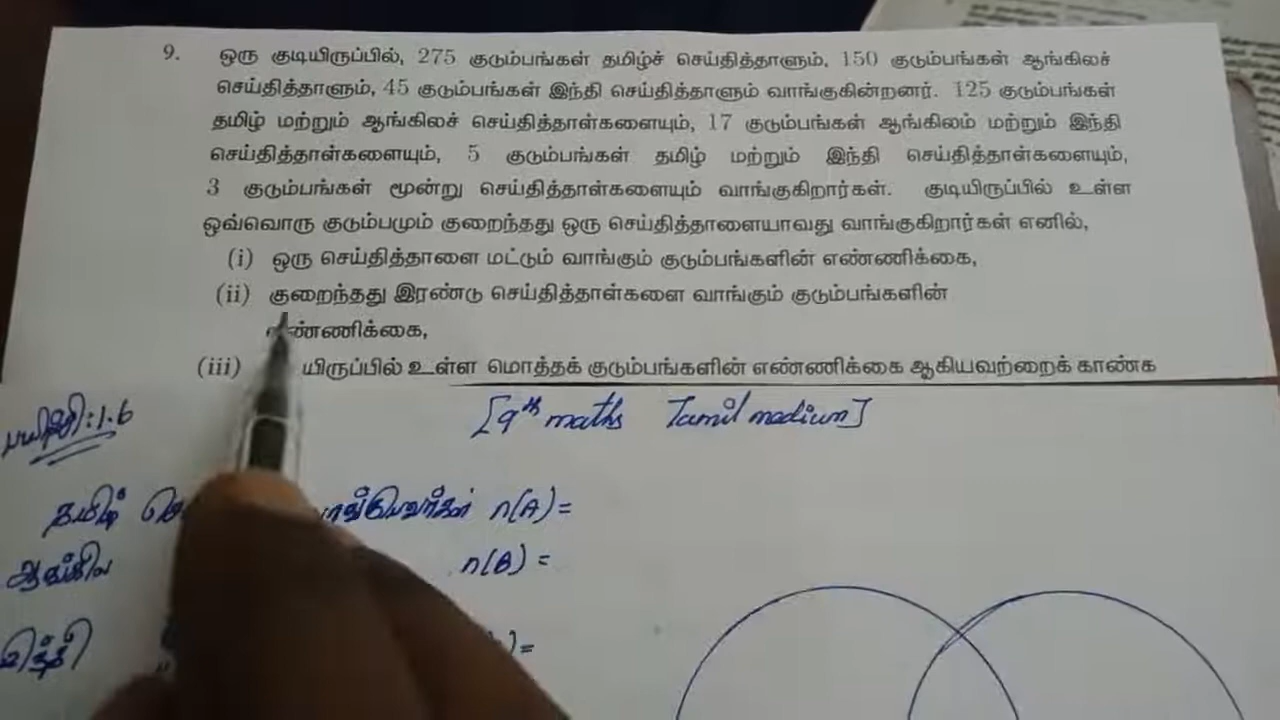 9. ஒரு குடியிருப்பில், 275 குடும்பங்கள் தமிழ்ச் செய்தித்தாளும், 150 குடும்பங்கள் ஆங்கிலச்
செய்தித்தாளும், 45 குடும்பங்கள் இந்தி செய்தித்தாளும் வாங்குகின்றனர். 125 குடும்பங்கள்
தமிழ் மற்றும் ஆங்கிலச் செய்தித்தாள்களையும், 17 குடும்பங்கள் ஆங்கிலம் மற்றும் இந்தி
செய்தித்தாள்களையும், 5 குடும்பங்கள் தமிழ் மற்றும் இந்தி செய்தித்தாள்களையும்,
3 குடும்பங்கள் மூன்று செய்தித்தாள்களையும் வாங்குகிறார்கள். குடியிருப்பில் உள்ள
ஒவ்வொரு குடும்பமும் குறைந்தது ஒரு செய்தித்தாளையாவது வாங்குகிறார்கள் எனில்,
(i) ஒரு செய்தித்தாளை மட்டும் வாங்கும் குடும்பங்களின் எண்ணிக்கை,
(ii) குறைந்தது இரண்டு செய்தித்தாள்களை வாங்கும் குடும்பங்களின்
ண்ணிக்கை,
(iii) யிருப்பில் உள்ள மொத்தக் குடும்பங்களின் எண்ணிக்கை ஆகியவற்றைக் காண்க
பயிற்சி: 1.6 [9th maths Tamil medium]
தமிழ் n(A) =
ஆங்கில n(B) =
இந்தி ) =